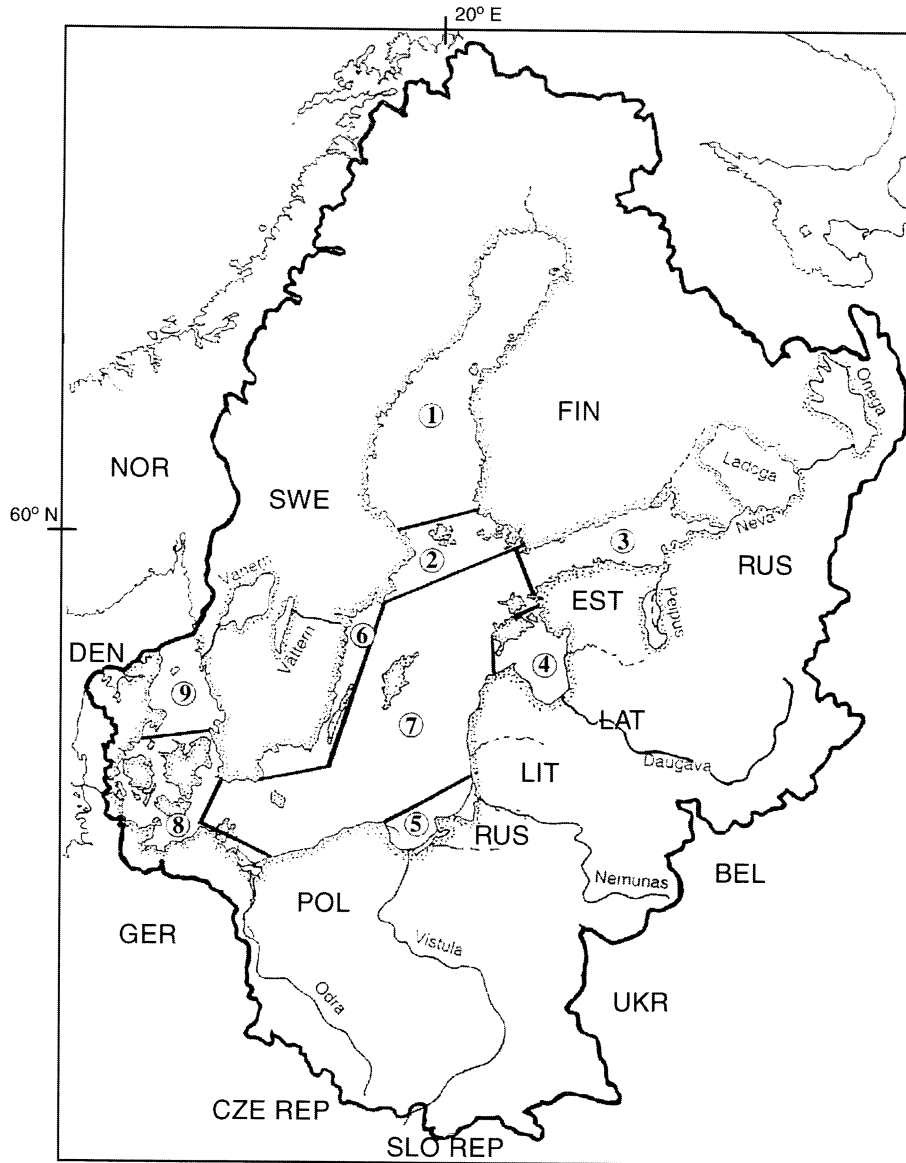 20° E
Onega
①
FIN
NOR
Ladoga
SWE
60° N
Neva
②
③
RUS
Vänern
EST
Peipus
⑥
Vättern
DEN
④
⑨
⑦
LAT
Daugava
LIT
⑤
⑧
RUS
BEL
Nemunas
POL
GER
Vistula
Odra
UKR
CZE REP
SLO REP